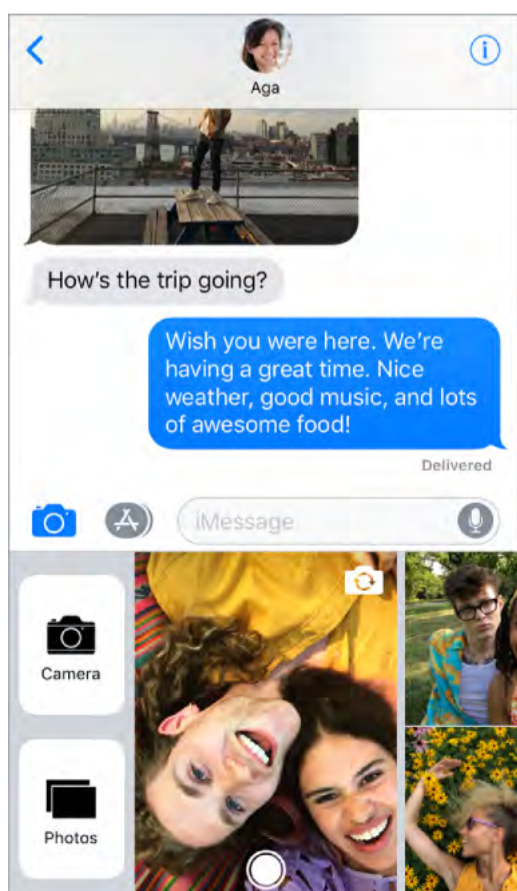 Aga
How's the trip going?
Wish you were here. We're
having a great time. Nice
weather, good music, and lots
of awesome food!
Delivered
iMessage
Camera
Photos